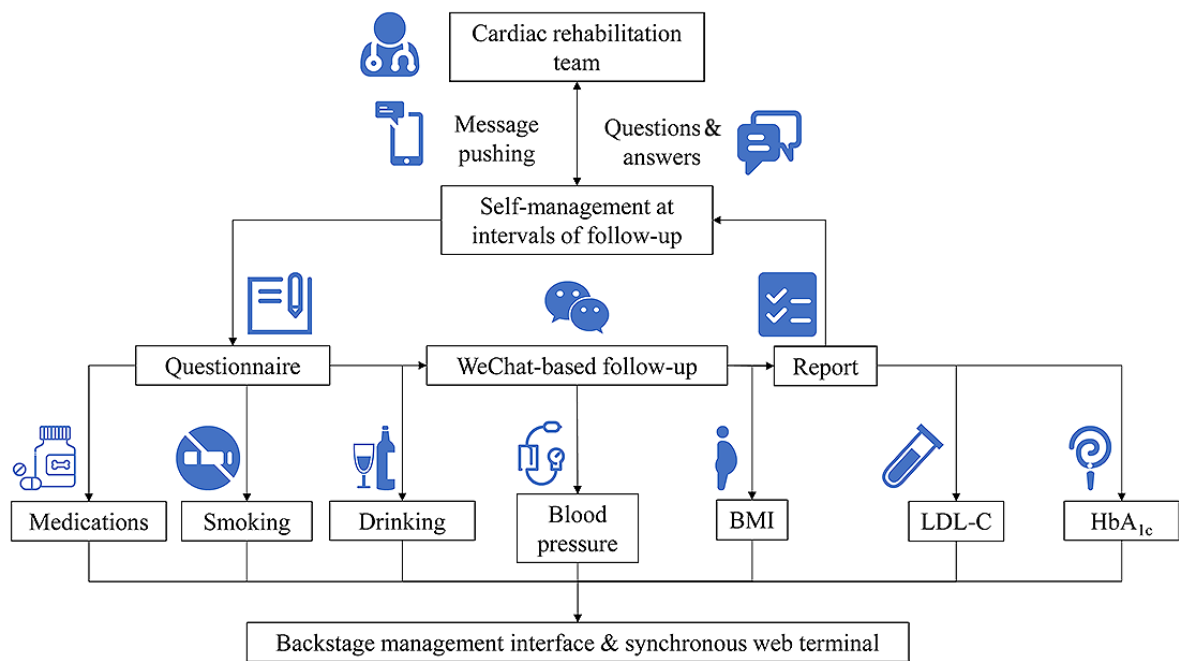 Cardiac rehabilitation
team
Message
pushing
Questions &
answers
Self-management at
intervals of follow-up
Questionnaire
WeChat-based follow-up
Report
Medications
Smoking
Drinking
Blood
pressure
BMI
LDL-C
HbA1c
Backstage management interface & synchronous web terminal